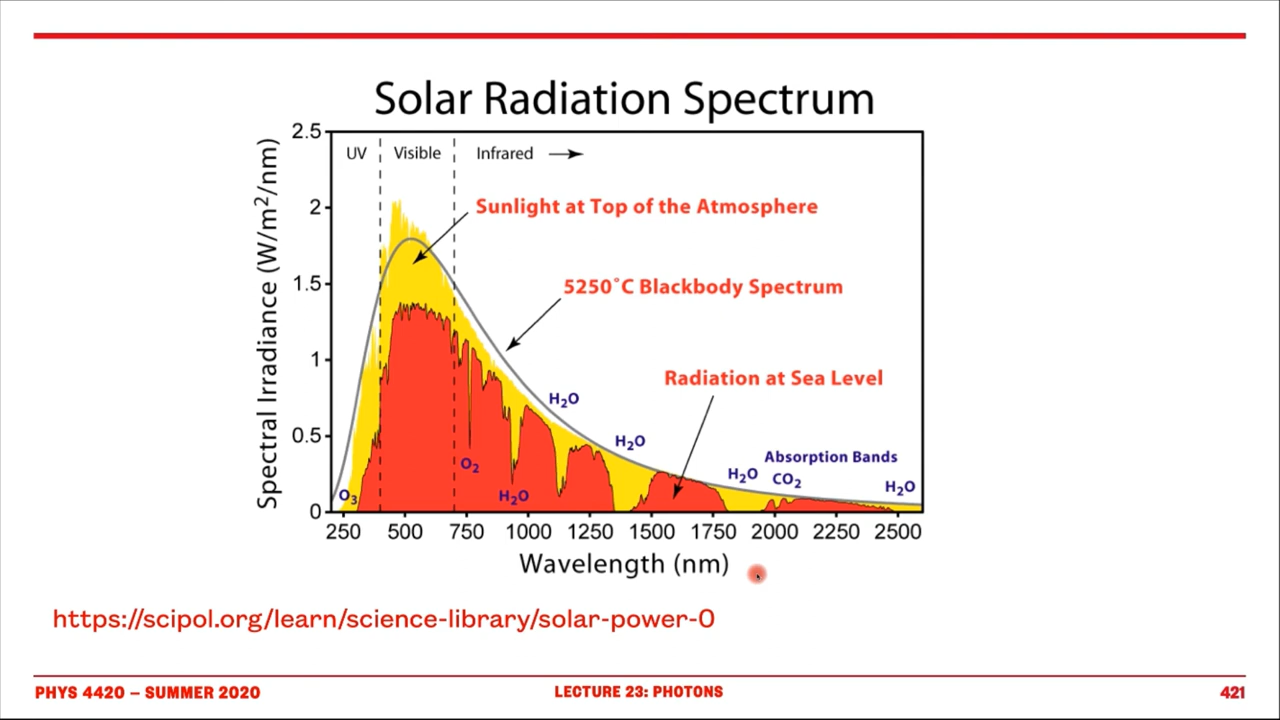 Solar Radiation Spectrum
Spectral Irradiance (W/m²/nm)
2.5
2
1.5
1
0.5
0
UV
Visible
Infrared
Sunlight at Top of the Atmosphere
5250°C Blackbody Spectrum
Radiation at Sea Level
H₂O
H₂O
Absorption Bands
H₂O
CO₂
H₂O
O₂
O₃
H₂O
250 500 750 1000 1250 1500 1750 2000 2250 2500
Wavelength (nm)
https://scipol.org/learn/science-library/solar-power-0
PHYS 4420 – SUMMER 2020
LECTURE 23: PHOTONS
421